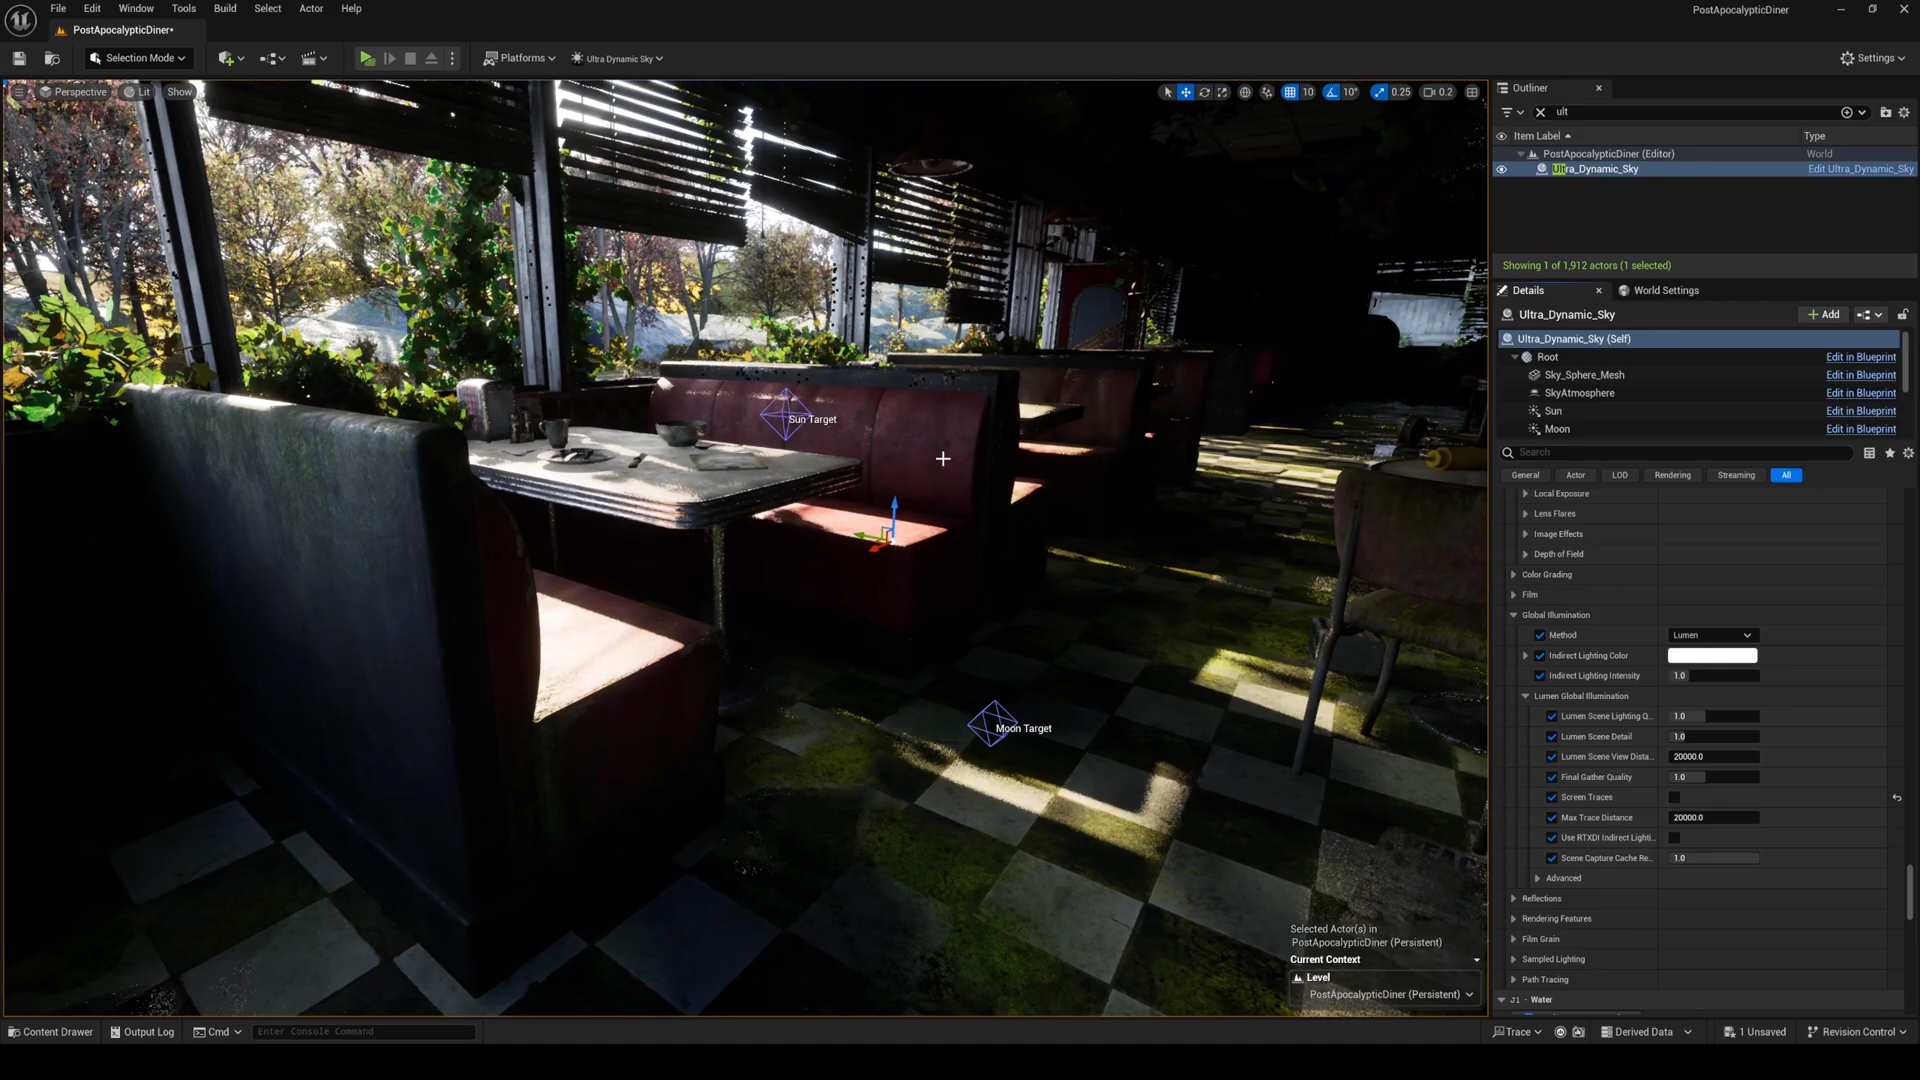 File Edit Window Tools Build Select Actor Help
PostApocalypticDiner
PostApocalypticDiner*
Selection Mode
Platforms
Ultra Dynamic Sky
Settings
Perspective Lit Show
10 10° 0.25 0.2
Outliner
ult
Item Label Type
PostApocalypticDiner (Editor) World
Ultra_Dynamic_Sky Edit Ultra_Dynamic_Sky
Showing 1 of 1,912 actors (1 selected)
Details World Settings
Ultra_Dynamic_Sky
Add
Ultra_Dynamic_Sky (Self)
Root Edit in Blueprint
Sky_Sphere_Mesh Edit in Blueprint
SkyAtmosphere Edit in Blueprint
Sun Edit in Blueprint
Moon Edit in Blueprint
Search
General Actor LOD Rendering Streaming All
Local Exposure
Lens Flares
Image Effects
Depth of Field
Color Grading
Film
Global Illumination
Method Lumen
Indirect Lighting Color
Indirect Lighting Intensity 1.0
Lumen Global Illumination
Lumen Scene Lighting Q... 1.0
Lumen Scene Detail 1.0
Lumen Scene View Dista... 20000.0
Final Gather Quality 1.0
Screen Traces
Max Trace Distance 20000.0
Use RTXDI Indirect Lighti...
Scene Capture Cache Re... 1.0
Advanced
Reflections
Rendering Features
Film Grain
Sampled Lighting
Path Tracing
J1 - Water
Sun Target
Moon Target
Selected Actor(s) in
PostApocalypticDiner (Persistent)
Current Context
Level
PostApocalypticDiner (Persistent)
Content Drawer Output Log Cmd Enter Console Command
Trace Derived Data 1 Unsaved Revision Control